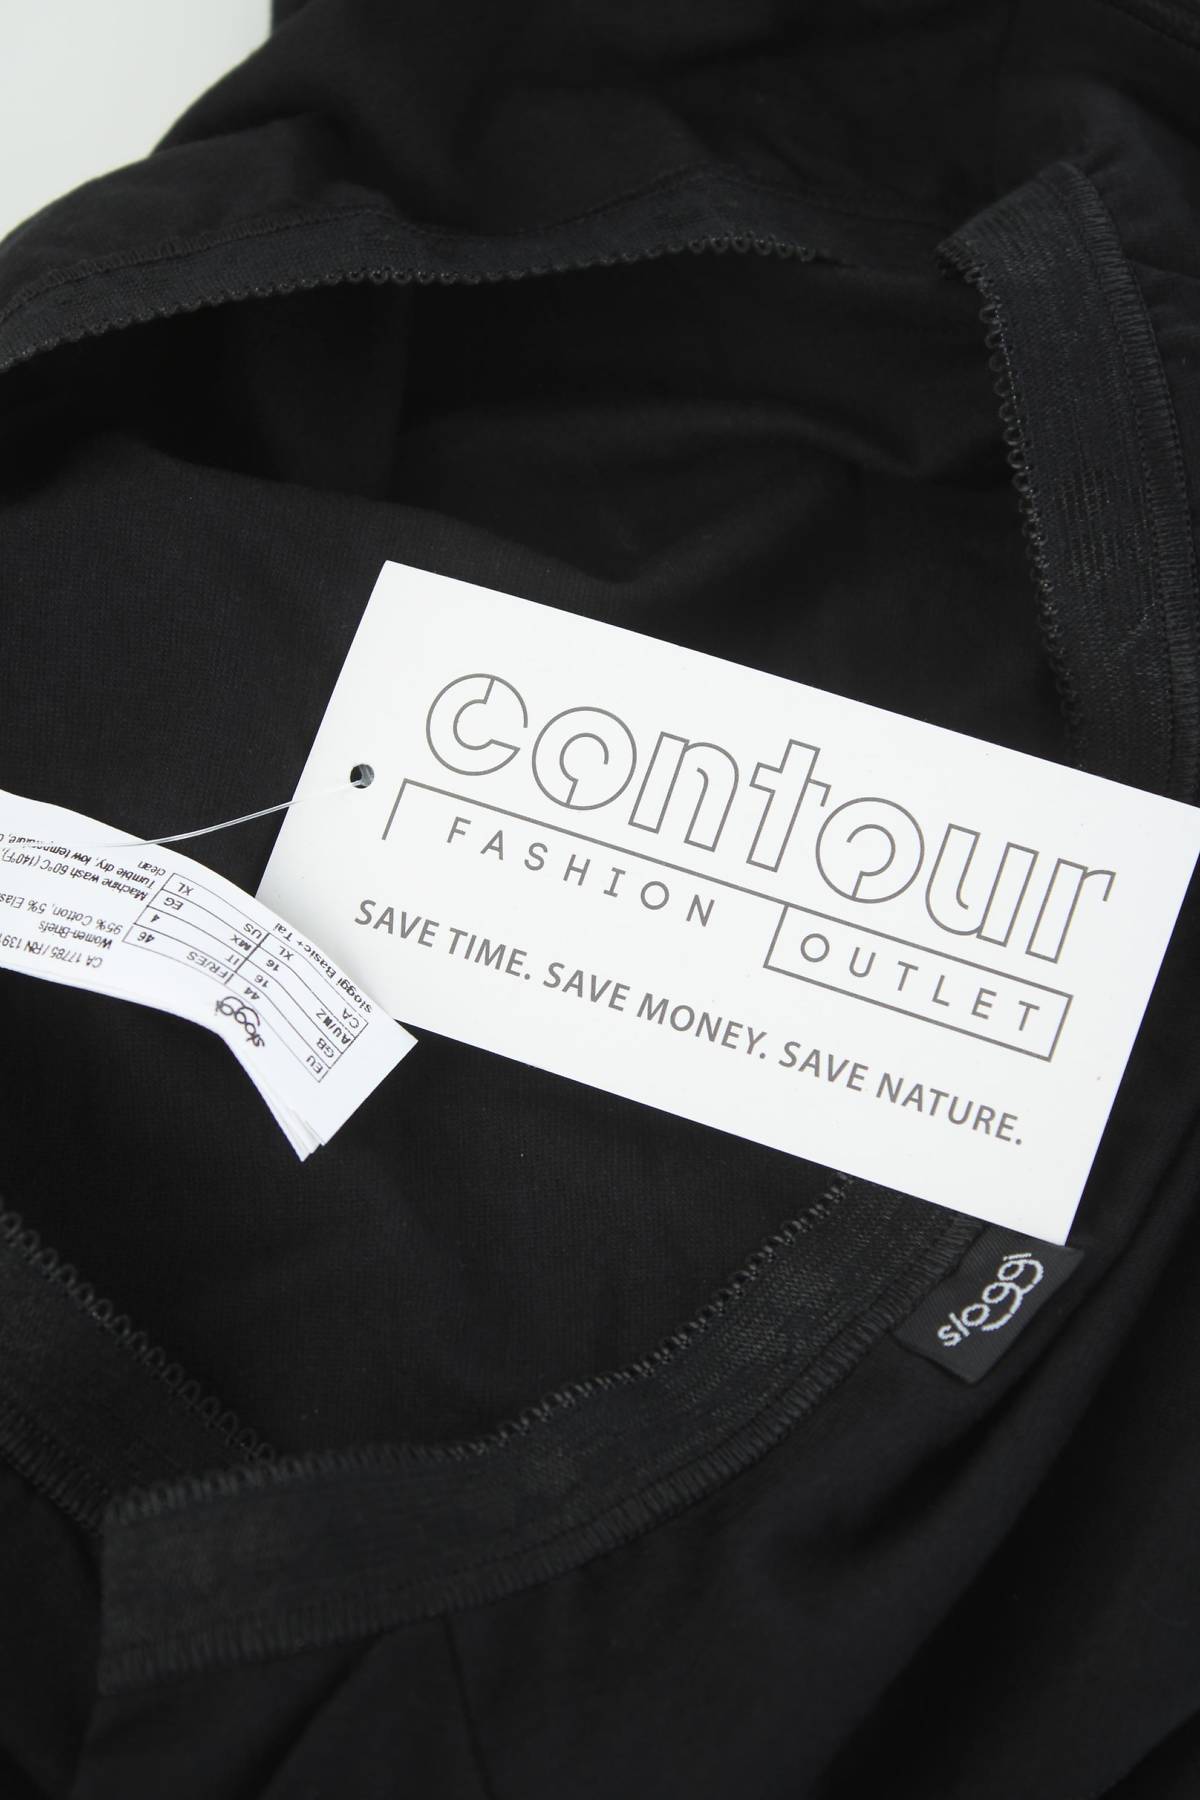 contour
FASHION
OUTLET
SAVE TIME. SAVE MONEY. SAVE NATURE.
sloggi
sloggi
EU
GB
AU/NZ
CA
44
16
16
XL
FR/ES
IT
MX
US
46
4
EG
XL
sloggi Basic+ Tai
CA 17785 / RN 1391
Women-Briefs
95% Cotton, 5% Elas
Machine wash 60°C (140°F),
Tumble dry, low temperature,
clean